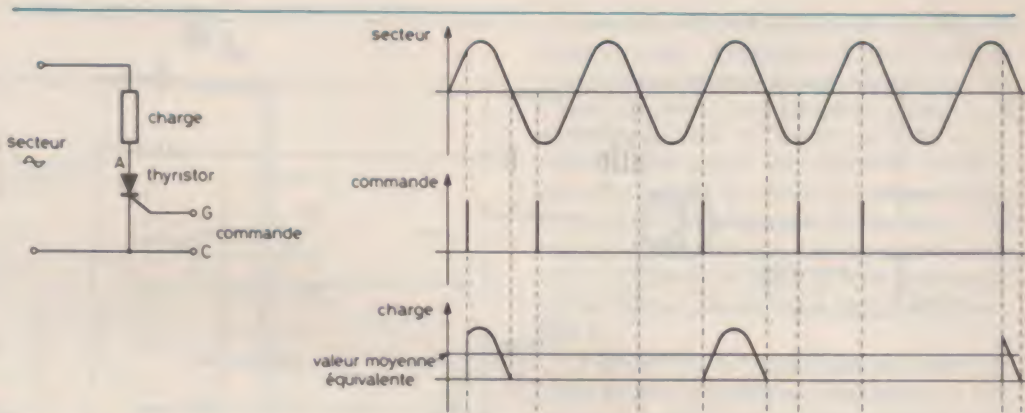 secteur
charge
A
thyristor
G
commande
C
secteur
commande
charge
valeur moyenne
équivalente